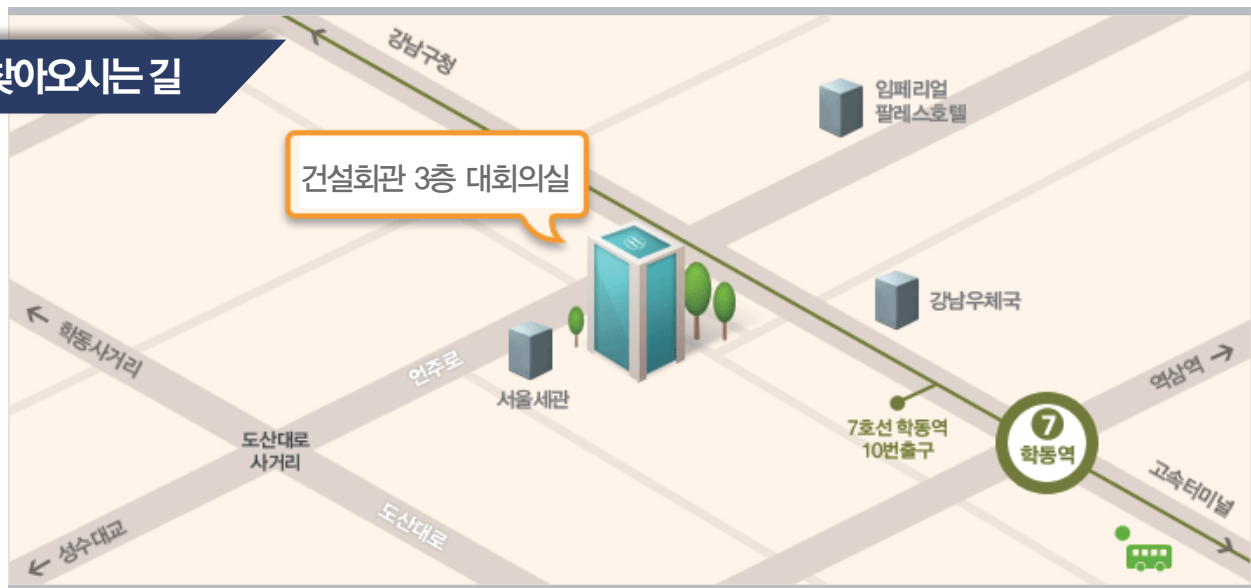 찾아오시는 길
강남구청
임페리얼
팰레스호텔
건설회관 3층 대회의실
강남우체국
학동사거리
언주로
서울세관
역삼역
7호선 학동역
10번출구
7
학동역
도산대로
사거리
고속터미널
도산대로
성수대교